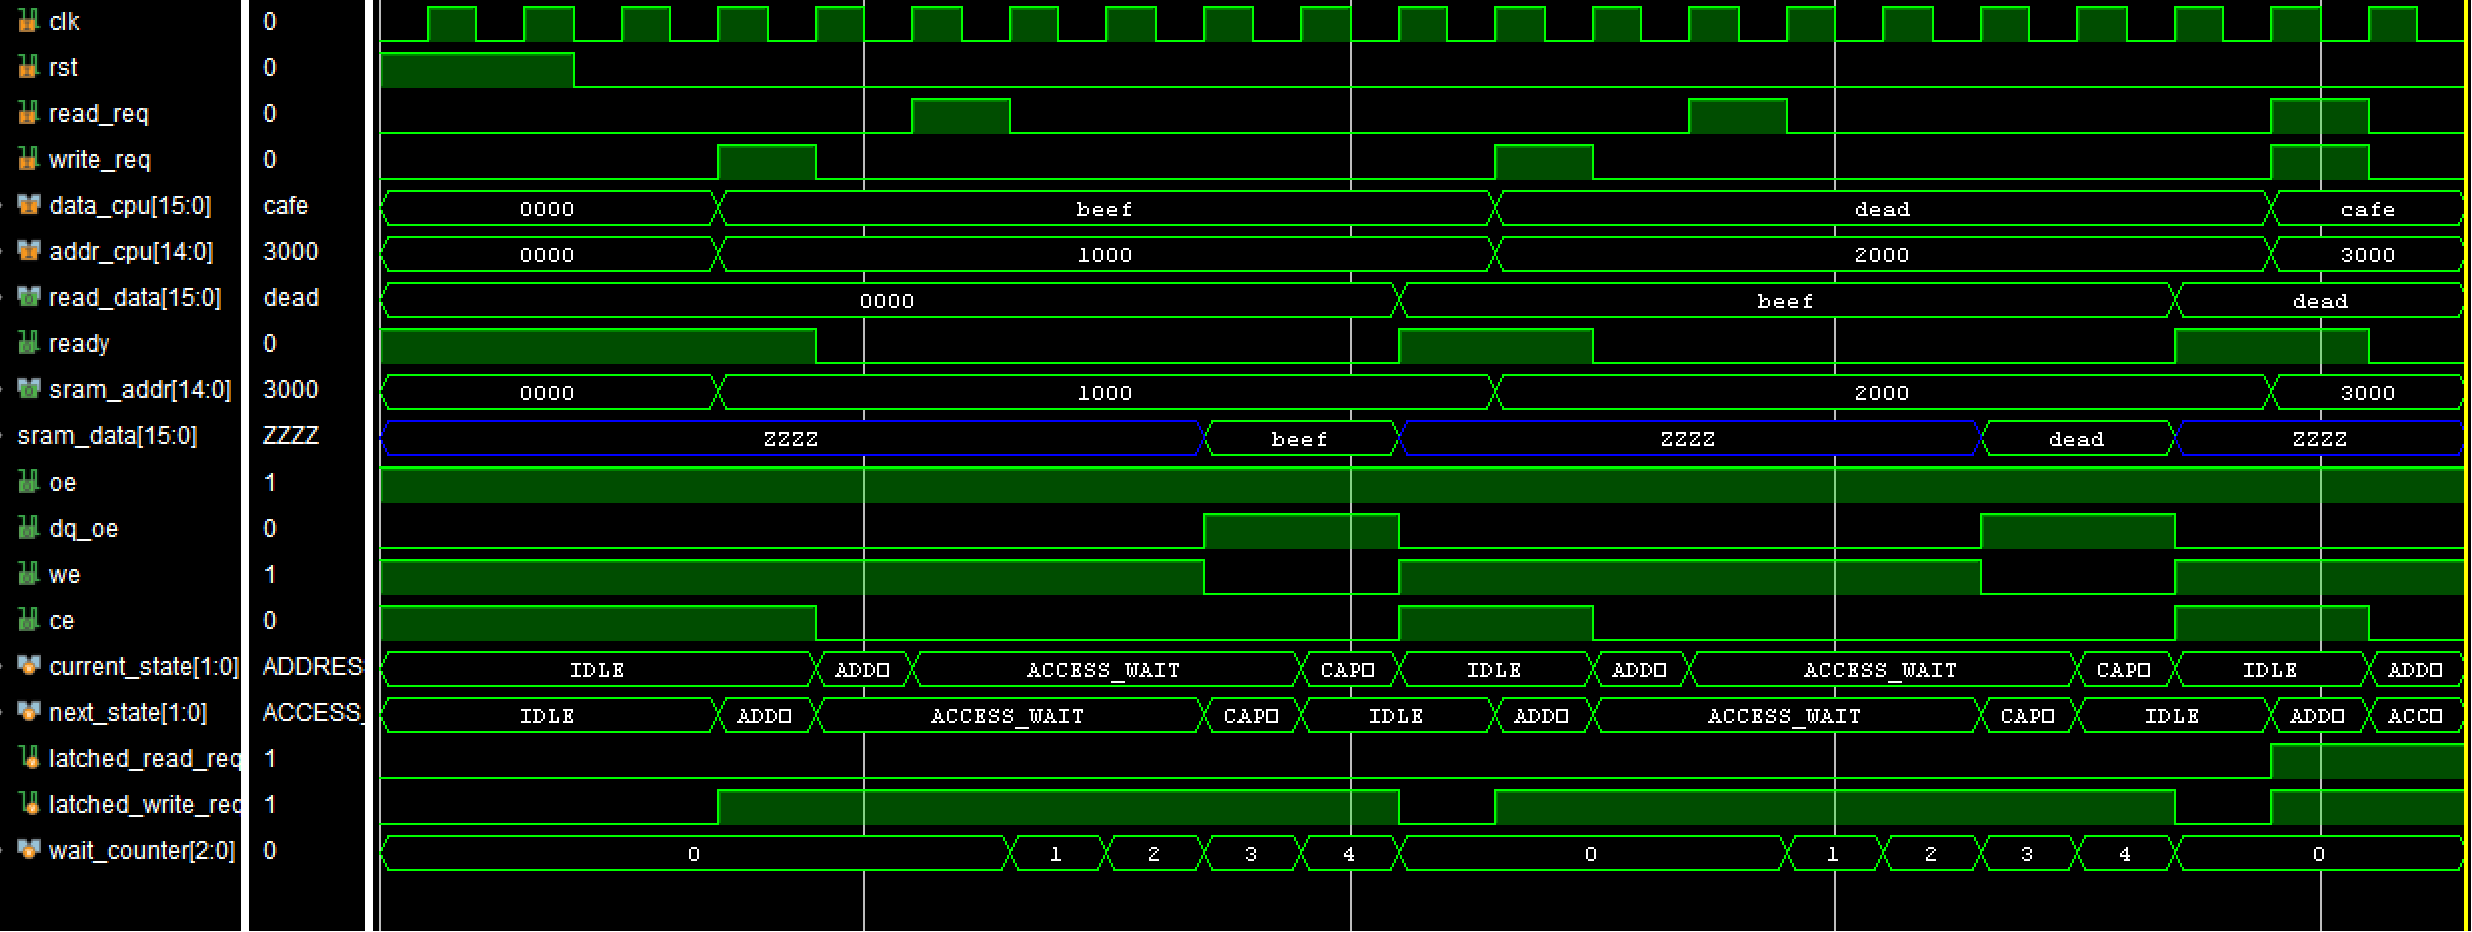 clk 0
rst 0
read_req 0
write_req 0
data_cpu[15:0] cafe 0000 beef dead cafe
addr_cpu[14:0] 3000 0000 1000 2000 3000
read_data[15:0] dead 0000 beef dead
ready 0
sram_addr[14:0] 3000 0000 1000 2000 3000
sram_data[15:0] ZZZZ ZZZZ beef ZZZZ dead ZZZZ
oe 1
dq_oe 0
we 1
ce 0
current_state[1:0] ADDRES IDLE ADD□ ACCESS_WAIT CAP□ IDLE ADD□ ACCESS_WAIT CAP□ IDLE ADD□
next_state[1:0] ACCESS_ IDLE ADD□ ACCESS_WAIT CAP□ IDLE ADD□ ACCESS_WAIT CAP□ IDLE ADD□ ACC□
latched_read_req 1
latched_write_rec 1
wait_counter[2:0] 0 0 1 2 3 4 0 1 2 3 4 0